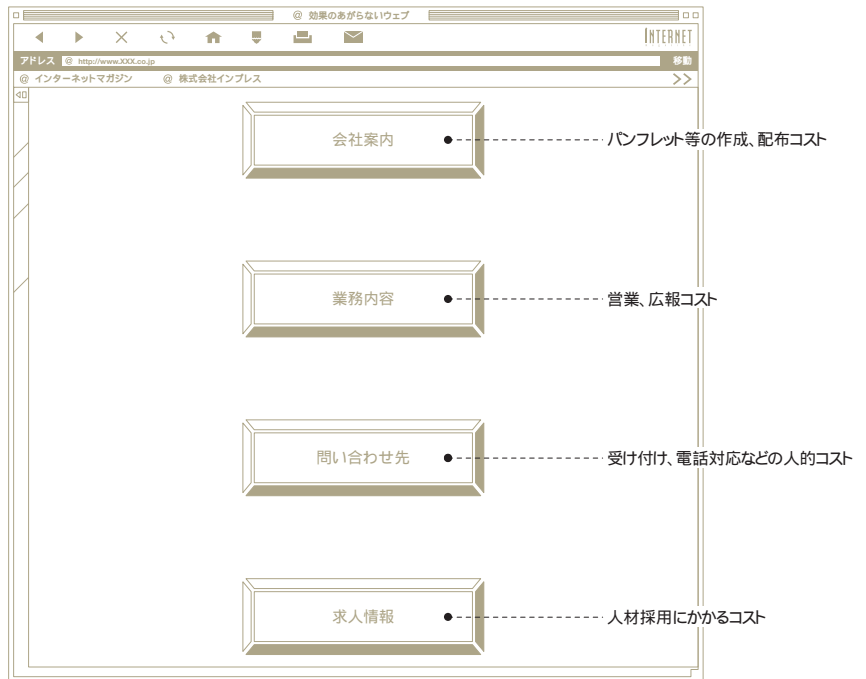 @ 効果のあがらないウェブ
INTERNET
アドレス @ http://www.XXX.co.jp 移動
@ インターネットマガジン @ 株式会社インプレス >>
会社案内 パンフレット等の作成、配布コスト
業務内容 営業、広報コスト
問い合わせ先 受け付け、電話対応などの人的コスト
求人情報 人材採用にかかるコスト